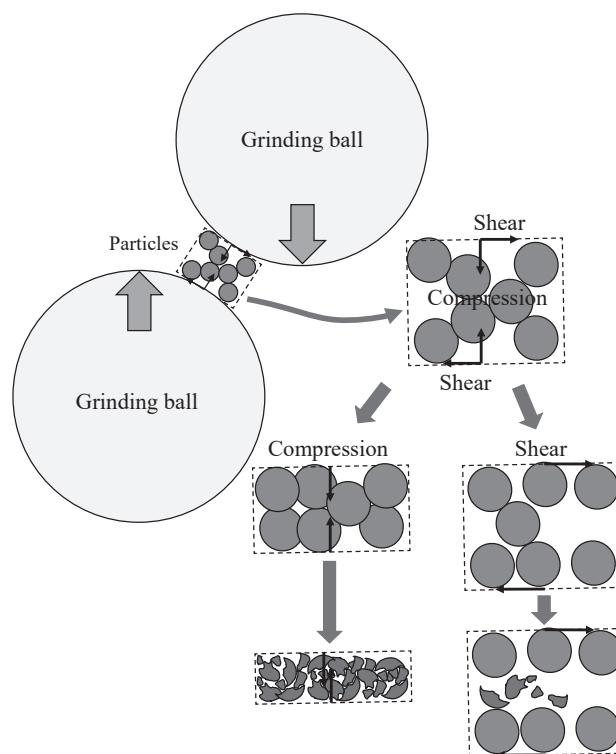 Grinding ball
Particles
Shear
Compression
Shear
Grinding ball
Compression
Shear